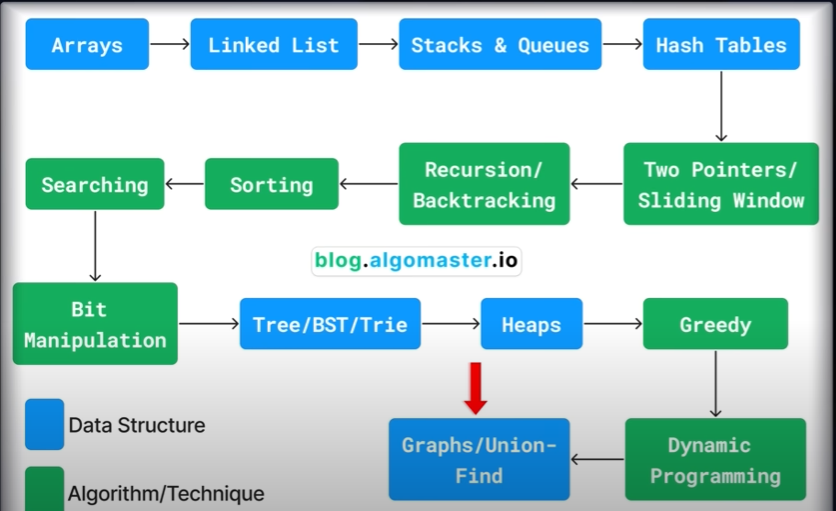 Arrays
Linked List
Stacks & Queues
Hash Tables
Two Pointers/
Sliding Window
Recursion/
Backtracking
Sorting
Searching
blog.algomaster.io
Bit
Manipulation
Tree/BST/Trie
Heaps
Greedy
Dynamic
Programming
Graphs/Union-
Find
Data Structure
Algorithm/Technique